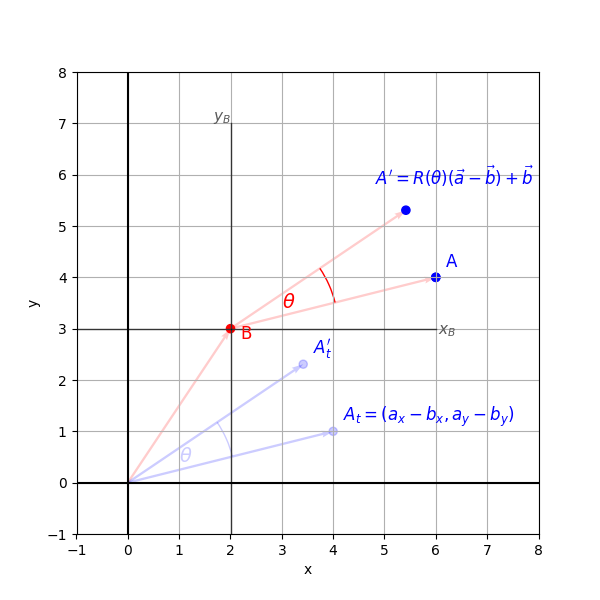 8
7
6
5
4
3
2
1
0
−1
−1 0 1 2 3 4 5 6 7 8
x
y
y_B
A′ = R(θ)(a⃗ − b⃗) + b⃗
A
θ
B
x_B
A′_t
A_t = (a_x − b_x, a_y − b_y)
θ